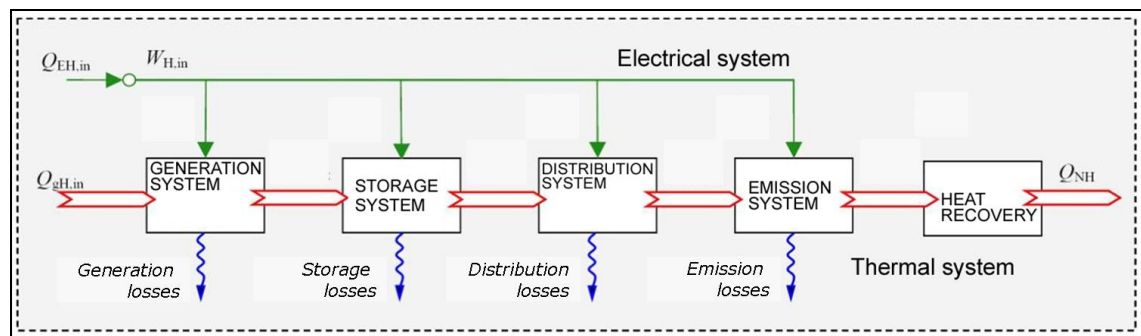 Q_EH,in
W_H,in
Electrical system
Q_gH,in
GENERATION
SYSTEM
STORAGE
SYSTEM
DISTRIBUTION
SYSTEM
EMISSION
SYSTEM
HEAT
RECOVERY
Q_NH
Generation
losses
Storage
losses
Distribution
losses
Emission
losses
Thermal system